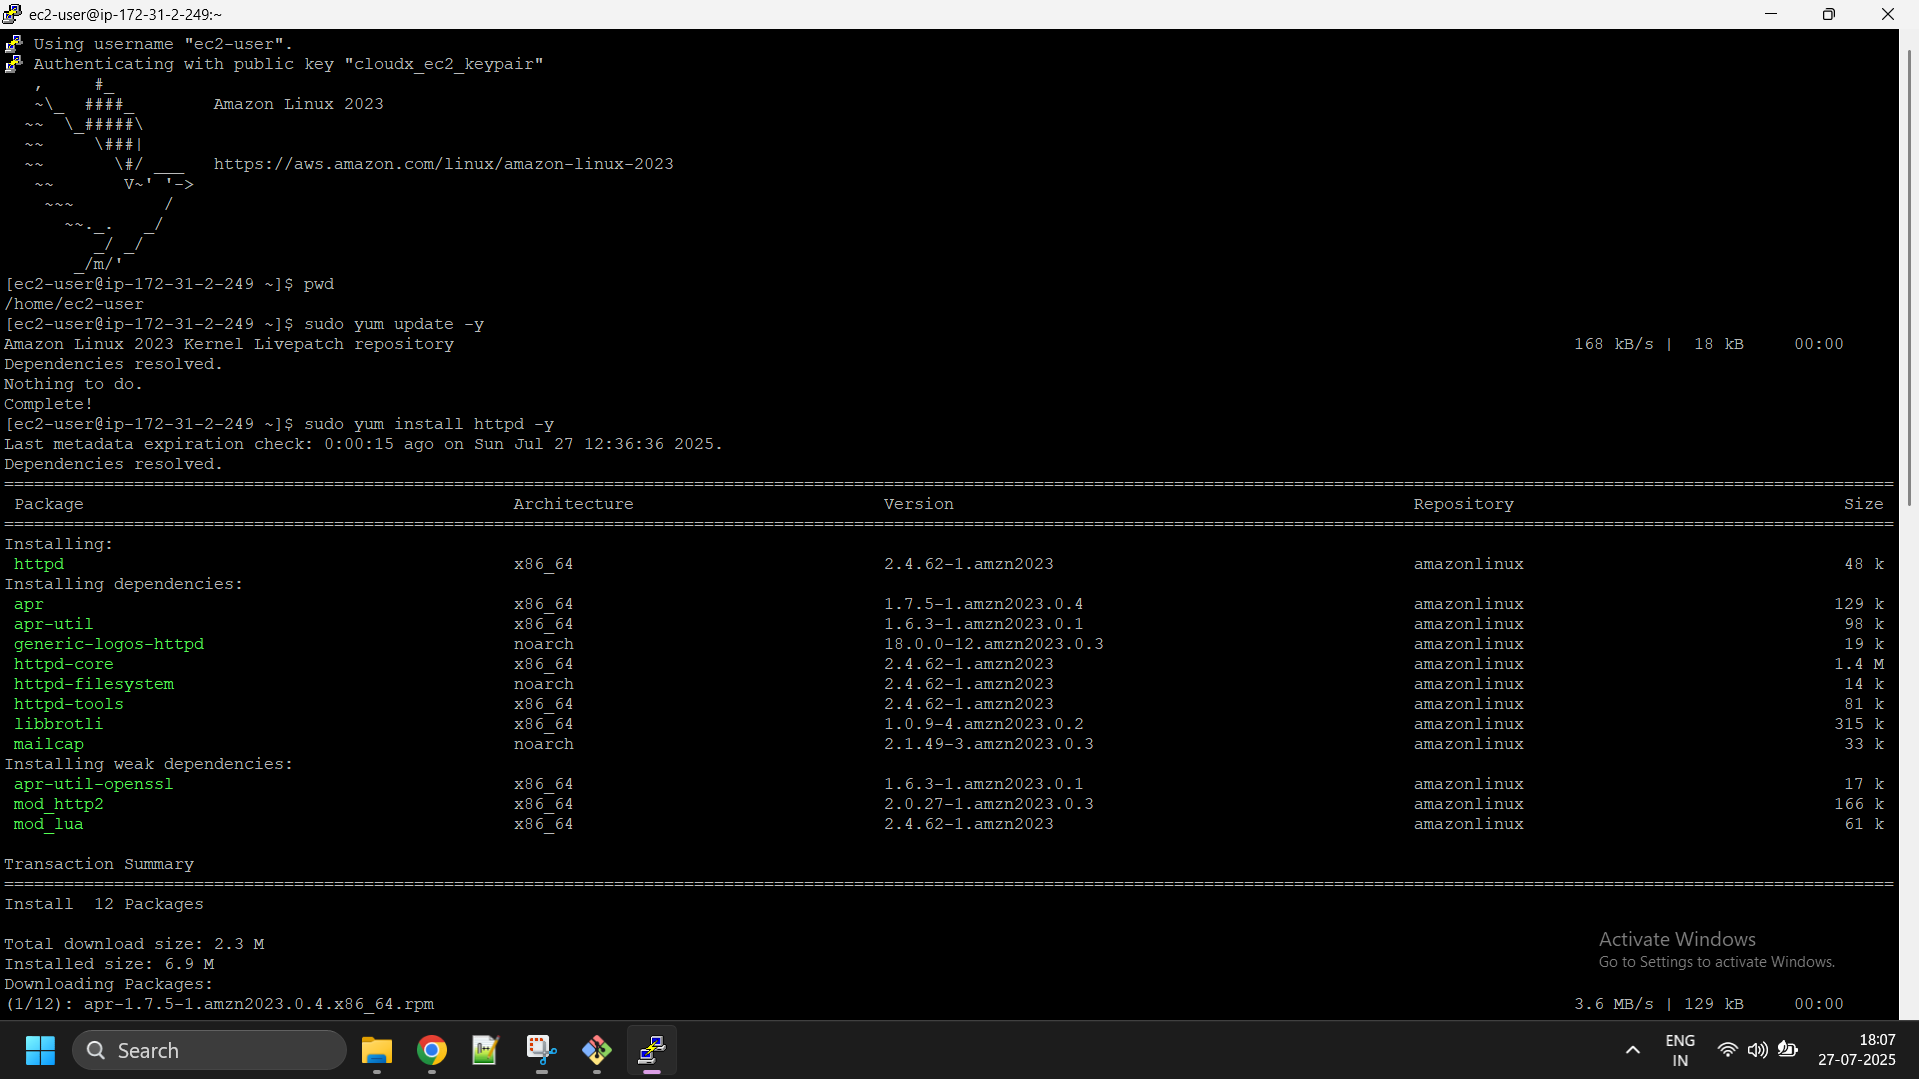 ec2-user@ip-172-31-2-249:~
Using username "ec2-user".
Authenticating with public key "cloudx_ec2_keypair"
   ,     #_
   ~\_  ####_        Amazon Linux 2023
  ~~  \_#####\
  ~~     \###|
  ~~       \#/ ___   https://aws.amazon.com/linux/amazon-linux-2023
   ~~       V~' '->
    ~~~         /
      ~~._.   _/
         _/ _/
       _/m/'
[ec2-user@ip-172-31-2-249 ~]$ pwd
/home/ec2-user
[ec2-user@ip-172-31-2-249 ~]$ sudo yum update -y
Amazon Linux 2023 Kernel Livepatch repository 168 kB/s | 18 kB 00:00
Dependencies resolved.
Nothing to do.
Complete!
[ec2-user@ip-172-31-2-249 ~]$ sudo yum install httpd -y
Last metadata expiration check: 0:00:15 ago on Sun Jul 27 12:36:36 2025.
Dependencies resolved.
================================================================================
Package Architecture Version Repository Size
================================================================================
Installing:
httpd x86_64 2.4.62-1.amzn2023 amazonlinux 48 k
Installing dependencies:
apr x86_64 1.7.5-1.amzn2023.0.4 amazonlinux 129 k
apr-util x86_64 1.6.3-1.amzn2023.0.1 amazonlinux 98 k
generic-logos-httpd noarch 18.0.0-12.amzn2023.0.3 amazonlinux 19 k
httpd-core x86_64 2.4.62-1.amzn2023 amazonlinux 1.4 M
httpd-filesystem noarch 2.4.62-1.amzn2023 amazonlinux 14 k
httpd-tools x86_64 2.4.62-1.amzn2023 amazonlinux 81 k
libbrotli x86_64 1.0.9-4.amzn2023.0.2 amazonlinux 315 k
mailcap noarch 2.1.49-3.amzn2023.0.3 amazonlinux 33 k
Installing weak dependencies:
apr-util-openssl x86_64 1.6.3-1.amzn2023.0.1 amazonlinux 17 k
mod_http2 x86_64 2.0.27-1.amzn2023.0.3 amazonlinux 166 k
mod_lua x86_64 2.4.62-1.amzn2023 amazonlinux 61 k
Transaction Summary
================================================================================
Install 12 Packages
Total download size: 2.3 M
Installed size: 6.9 M
Downloading Packages:
(1/12): apr-1.7.5-1.amzn2023.0.4.x86_64.rpm 3.6 MB/s | 129 kB 00:00
Activate Windows
Go to Settings to activate Windows.
Search
ENG
IN
18:07
27-07-2025